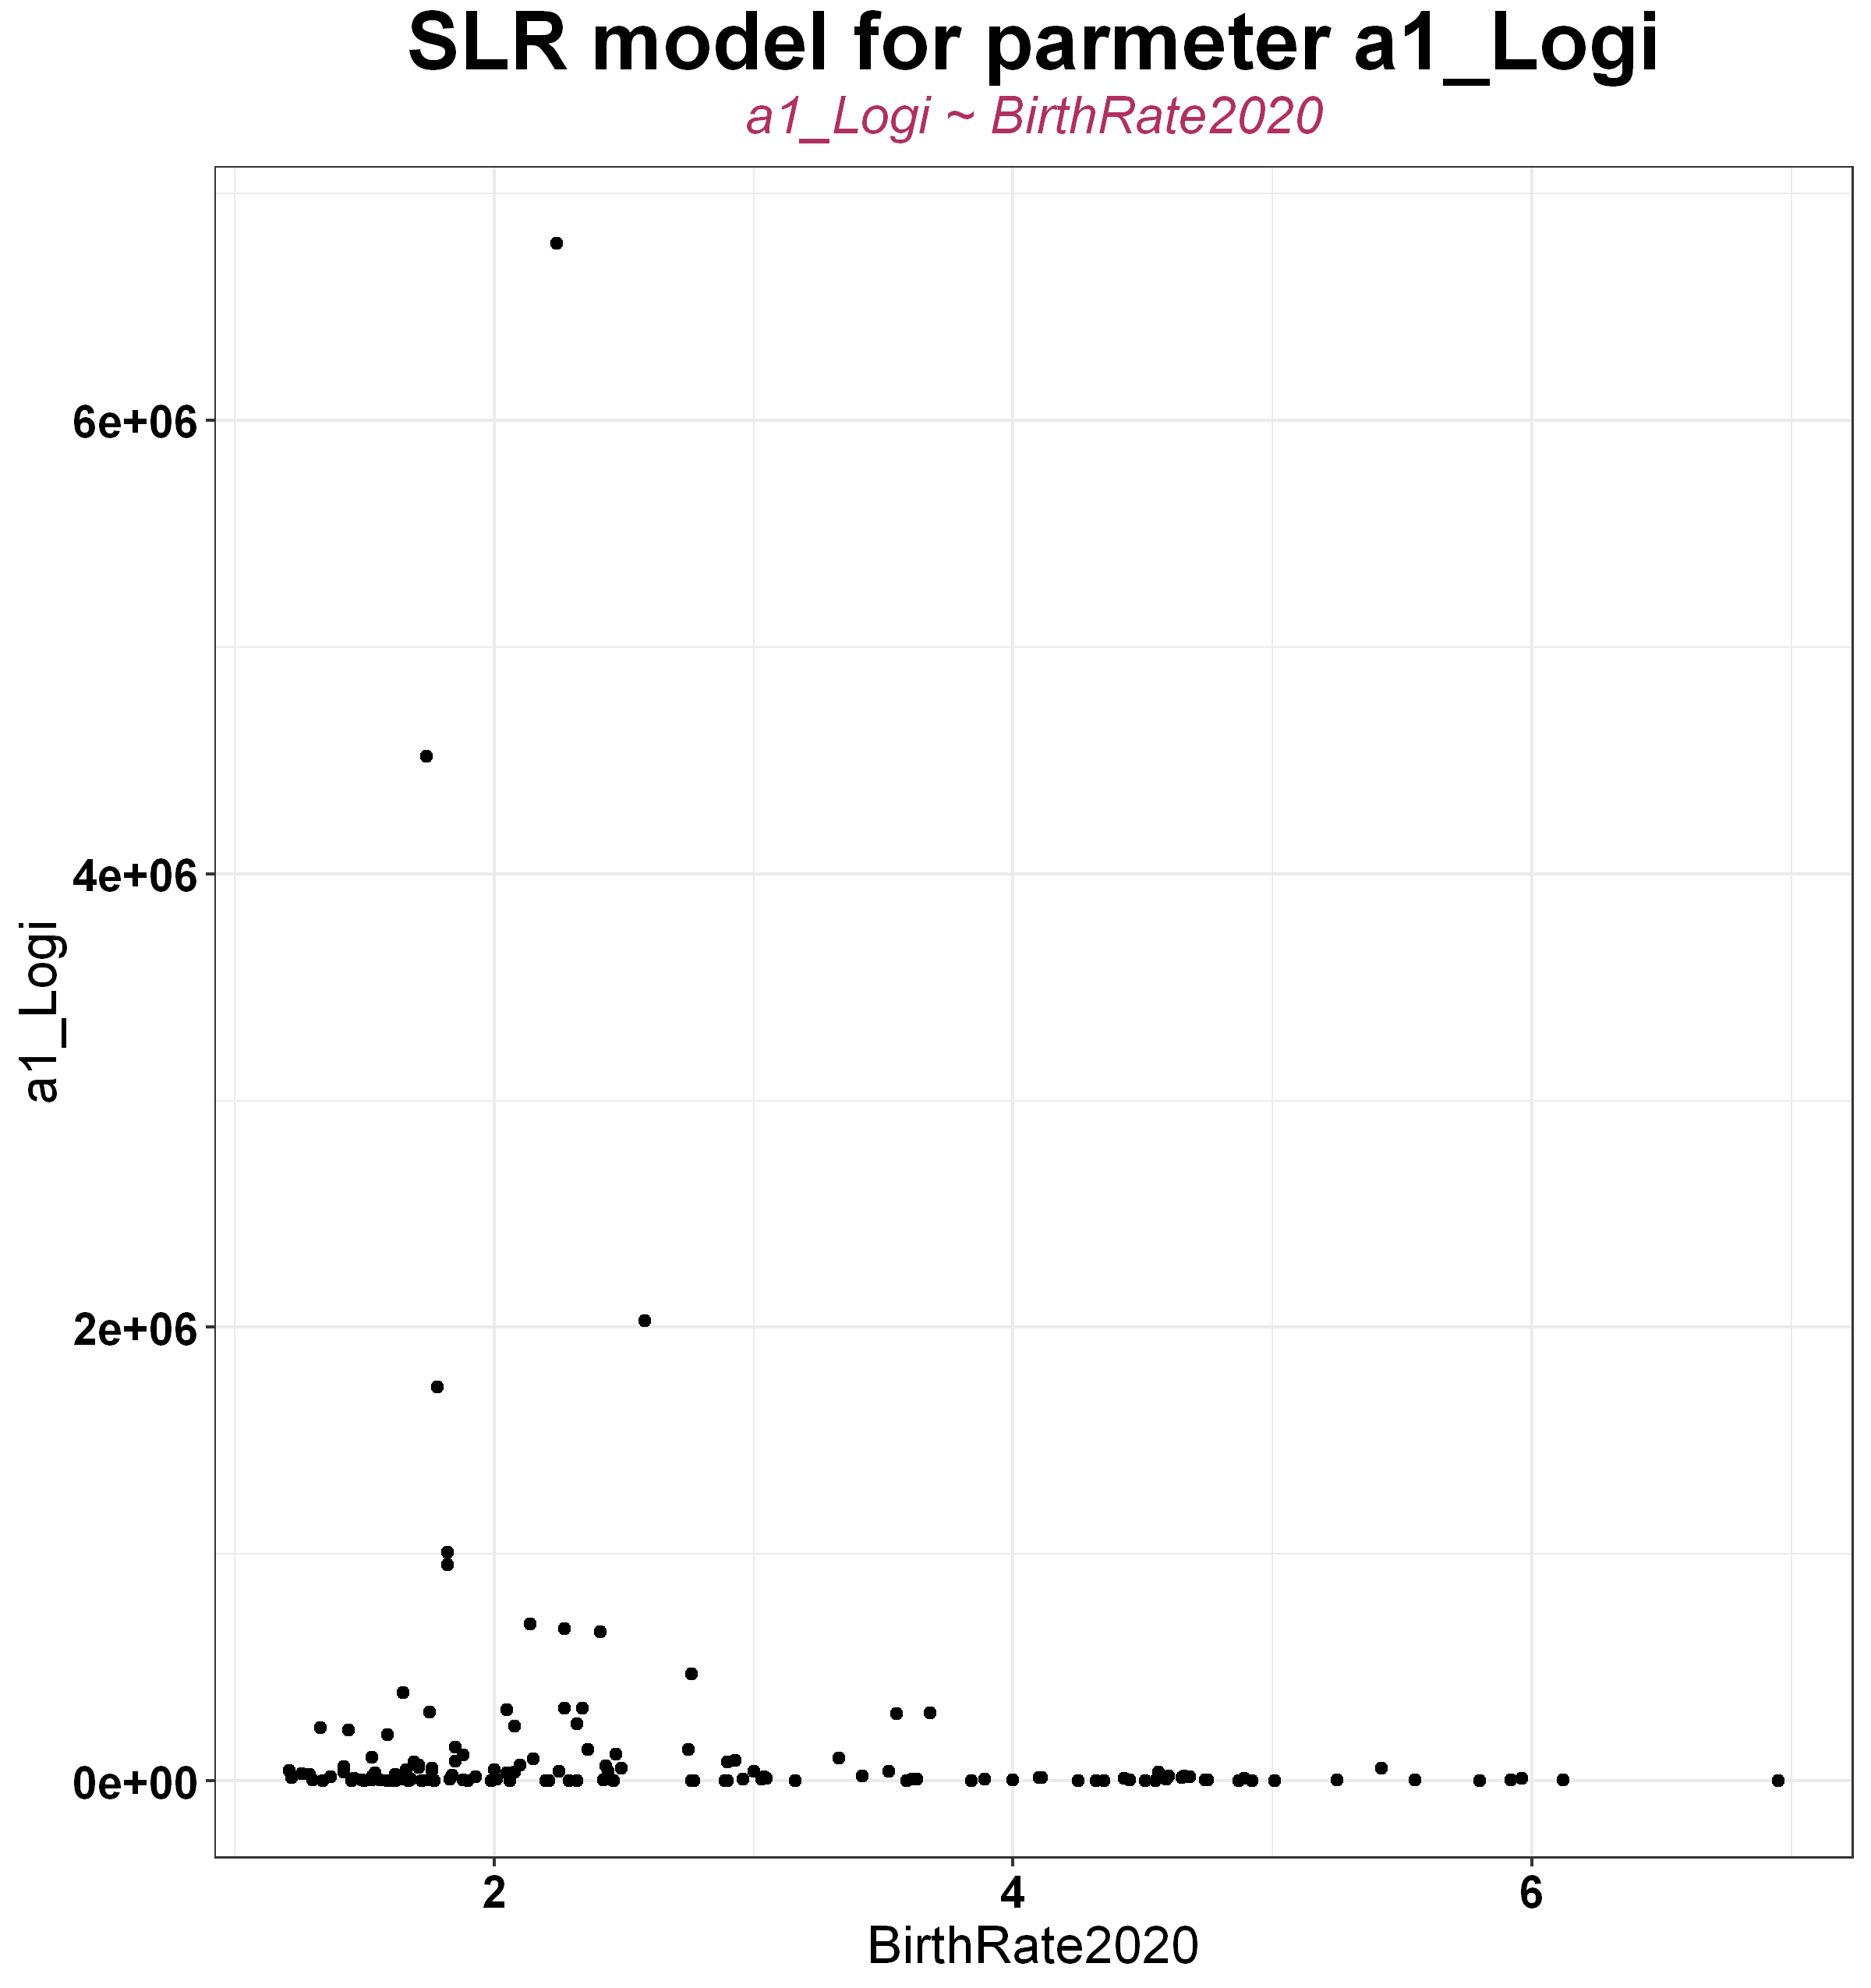 SLR model for parmeter a1_Logi
a1_Logi ~ BirthRate2020
6e+06
4e+06
2e+06
0e+00
a1_Logi
2
4
6
BirthRate2020